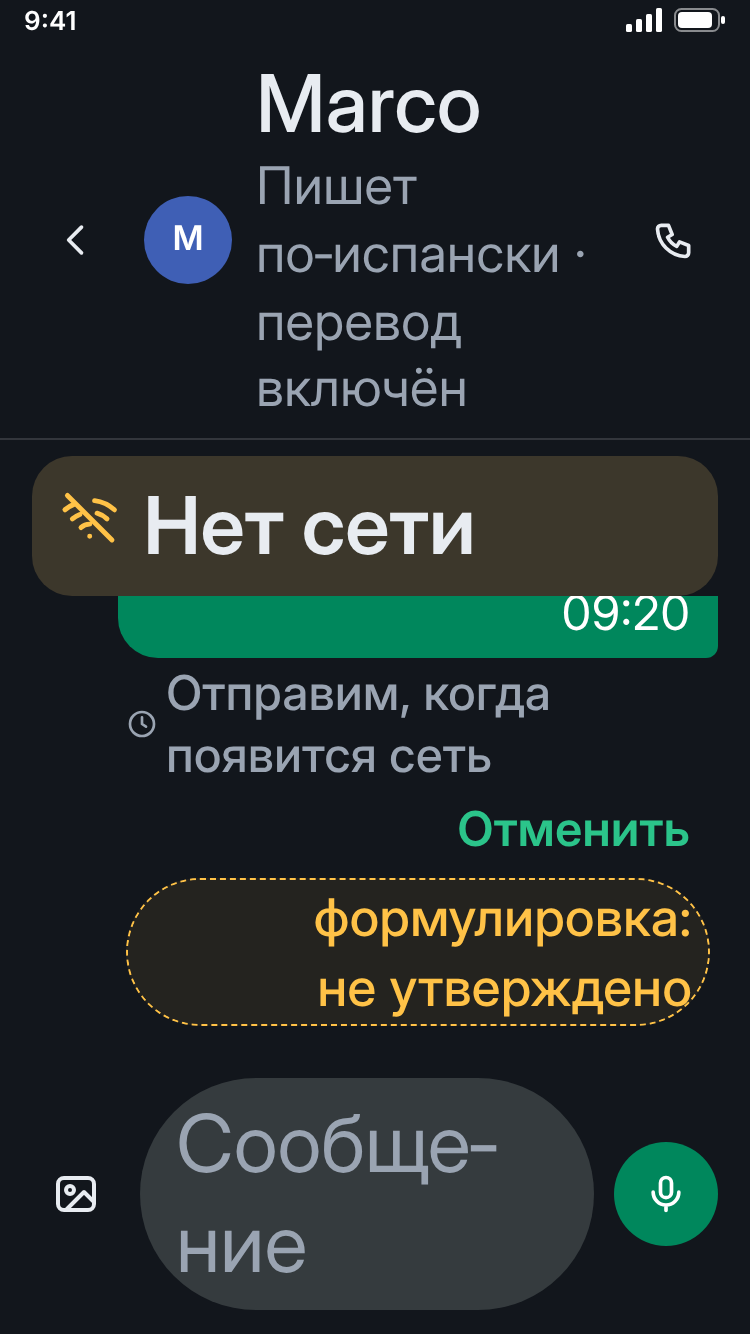 9:41
Marco
M
Пишет
по-испански ·
перевод
включён
Нет сети
09:20
Отправим, когда
появится сеть
Отменить
формулировка:
не утверждено
Сообще-
ние